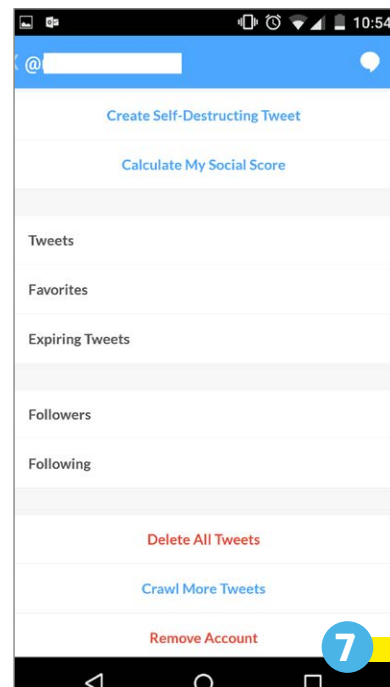 10:54
@
Create Self-Destructing Tweet
Calculate My Social Score
Tweets
Favorites
Expiring Tweets
Followers
Following
Delete All Tweets
Crawl More Tweets
Remove Account
7